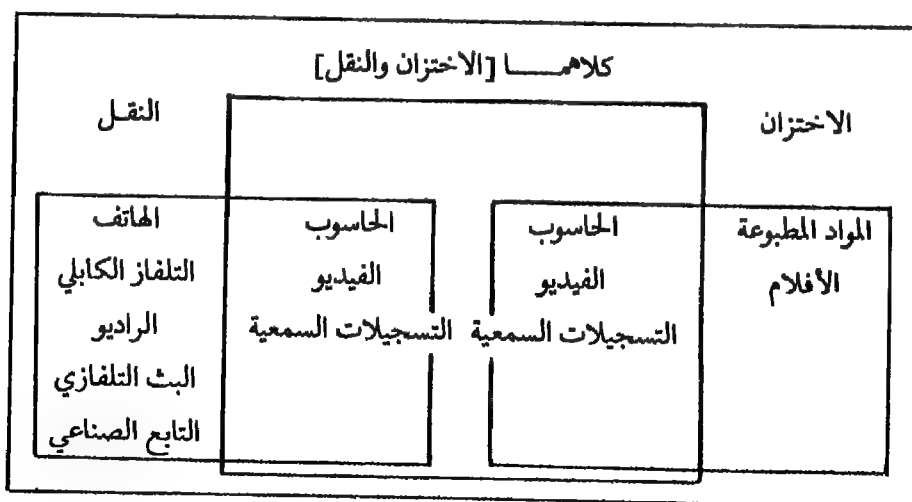 كلاهمــــا [الاختزان والنقل]
الاختزان
النقـل
المواد المطبوعة
الأفلام
الحاسوب
الفيديو
التسجيلات السمعية
الحاسوب
الفيديو
التسجيلات السمعية
الهاتف
التلفاز الكابلي
الراديو
البث التلفازي
التابع الصناعي